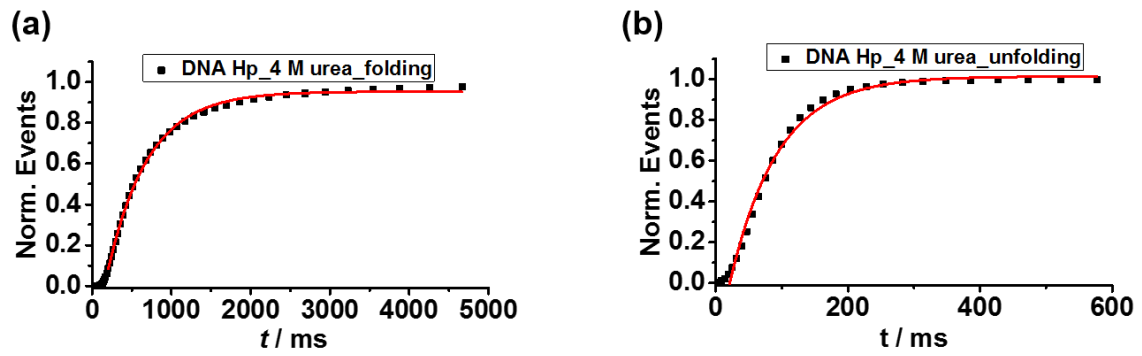 (a)
DNA Hp_4 M urea_folding
Norm. Events
1.0
0.8
0.6
0.4
0.2
0.0
0 1000 2000 3000 4000 5000
t / ms
(b)
DNA Hp_4 M urea_unfolding
Norm. Events
1.0
0.8
0.6
0.4
0.2
0.0
0 200 400 600
t / ms